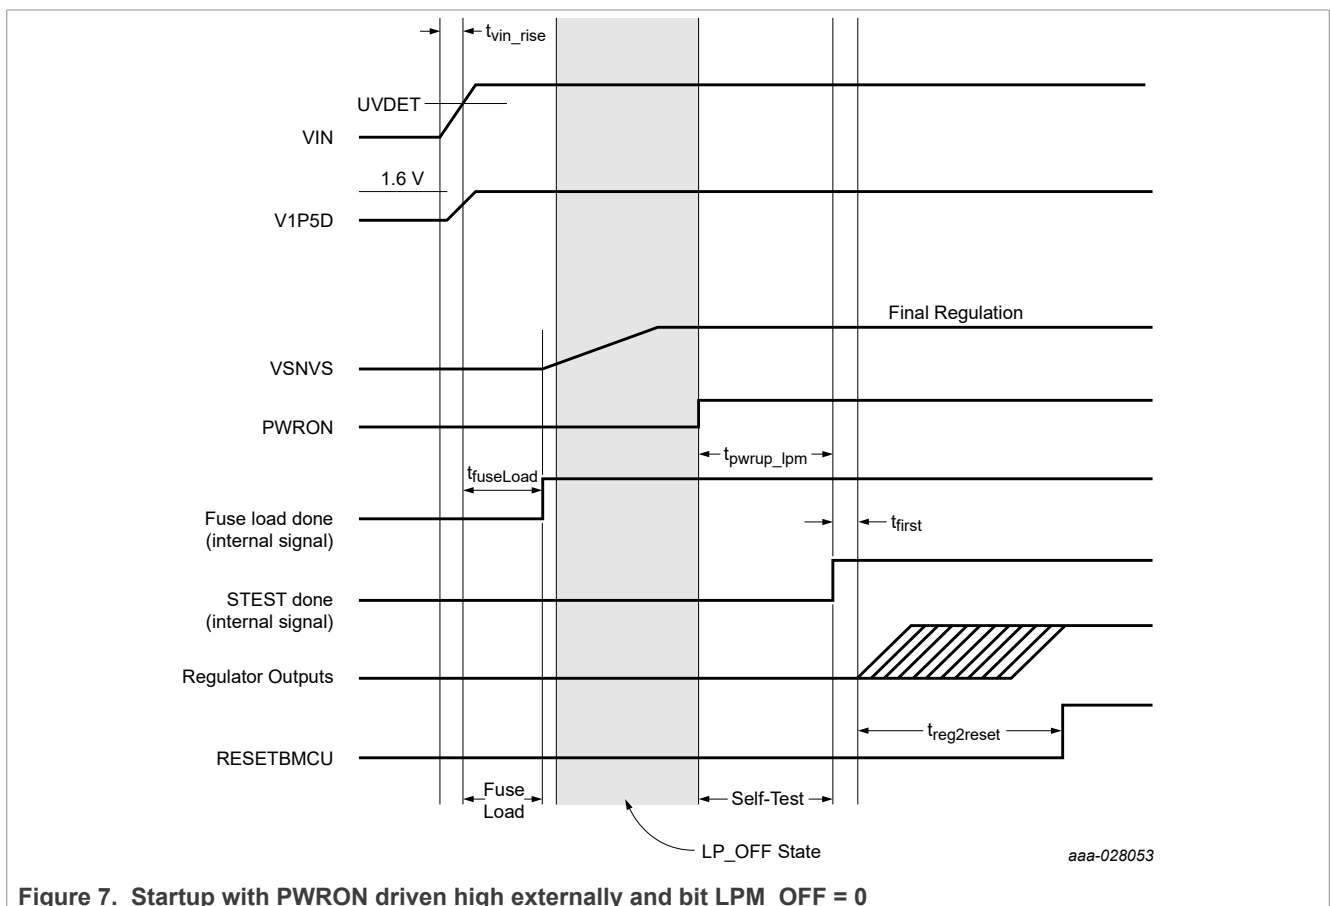 tvin_rise
UVDET
VIN
1.6 V
V1P5D
Final Regulation
VSNVS
PWRON
tpwrup_lpm
tfuseLoad
Fuse load done
(internal signal)
tfirst
STEST done
(internal signal)
Regulator Outputs
treg2reset
RESETBMCU
Fuse
Load
Self-Test
LP_OFF State
aaa-028053
Figure 7. Startup with PWRON driven high externally and bit LPM_OFF = 0